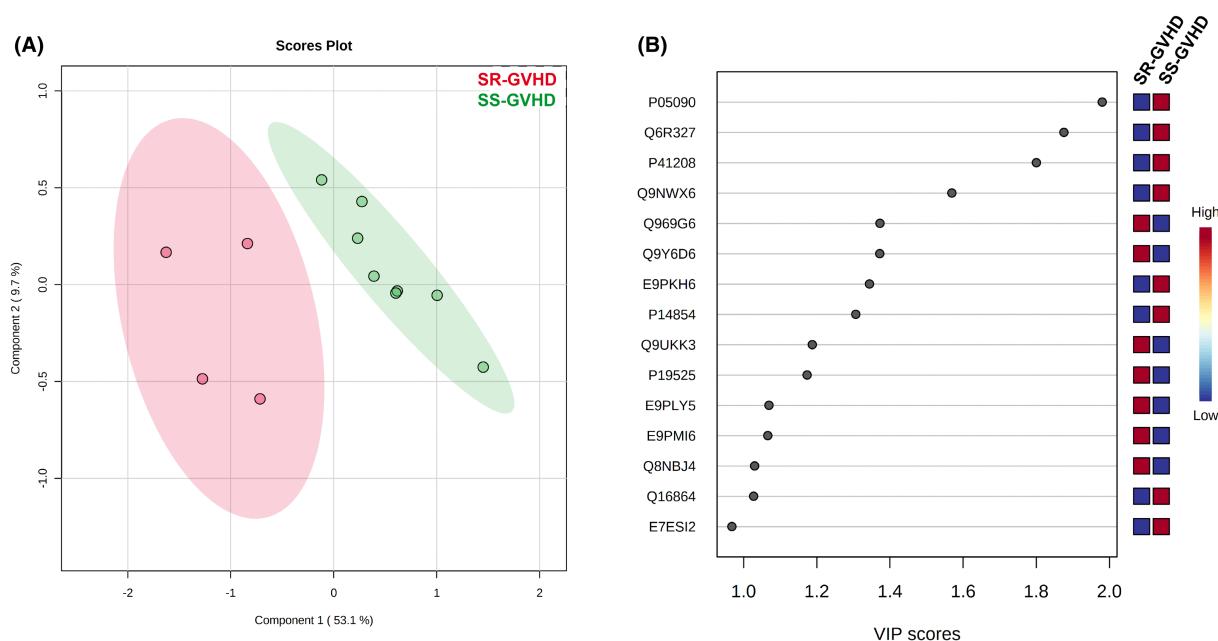 (A)
Scores Plot
SR-GVHD
SS-GVHD
Component 2 ( 9.7 %)
1.0
0.5
0.0
-0.5
-1.0
-2 -1 0 1 2
Component 1 ( 53.1 %)
(B)
SR-GVHD
SS-GVHD
P05090
Q6R327
P41208
Q9NWX6
Q969G6
Q9Y6D6
E9PKH6
P14854
Q9UKK3
P19525
E9PLY5
E9PMI6
Q8NBJ4
Q16864
E7ESI2
1.0 1.2 1.4 1.6 1.8 2.0
VIP scores
High
Low